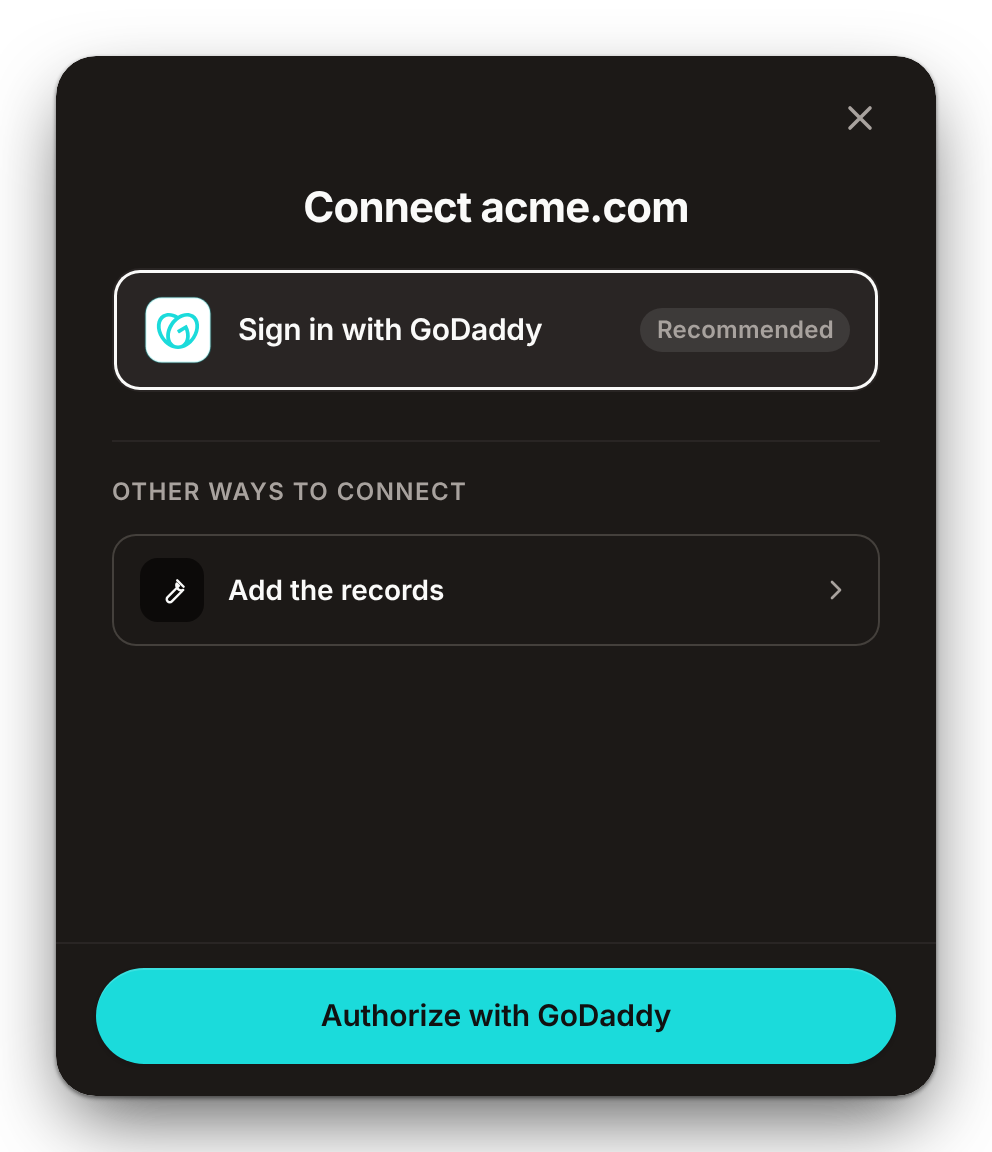 Connect acme.com
Sign in with GoDaddy
Recommended
OTHER WAYS TO CONNECT
Add the records
Authorize with GoDaddy